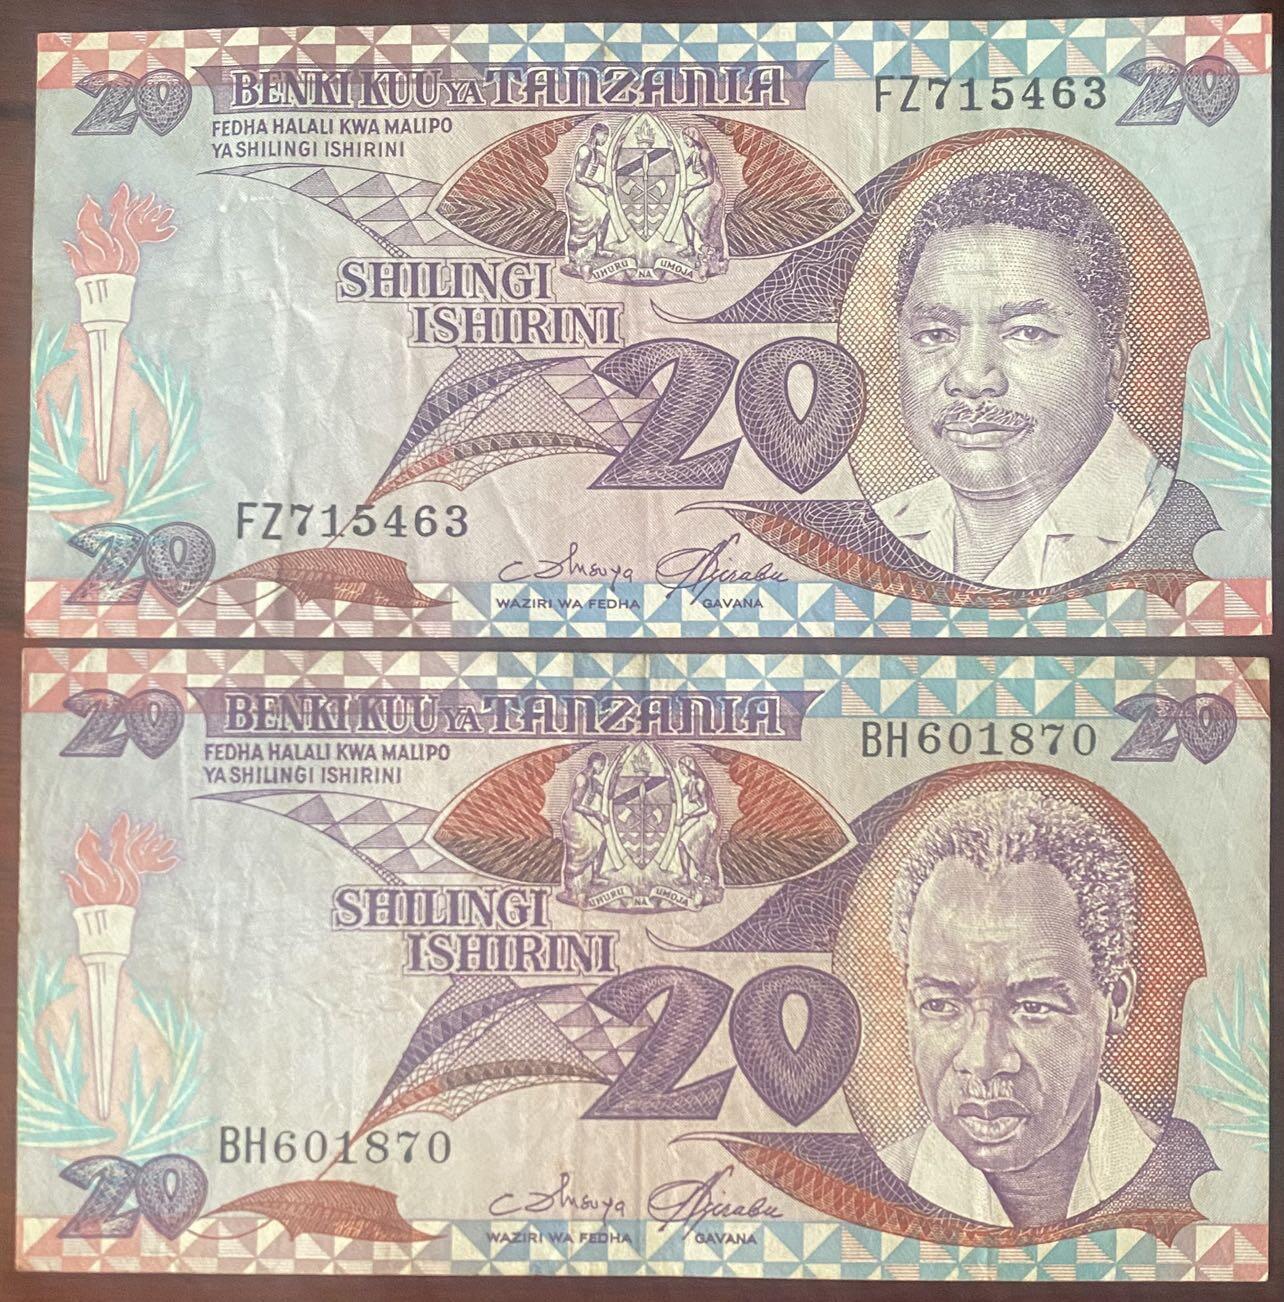 20 BENKI KUU YA TANZANIA FZ715463 20
FEDHA HALALI KWA MALIPO
YA SHILINGI ISHIRINI
UHURU NA UMOJA
SHILINGI
ISHIRINI
20
FZ715463
20
WAZIRI WA FEDHA GAVANA
20 BENKI KUU YA TANZANIA BH601870 20
FEDHA HALALI KWA MALIPO
YA SHILINGI ISHIRINI
UHURU NA UMOJA
SHILINGI
ISHIRINI
20
BH601870
20
WAZIRI WA FEDHA GAVANA